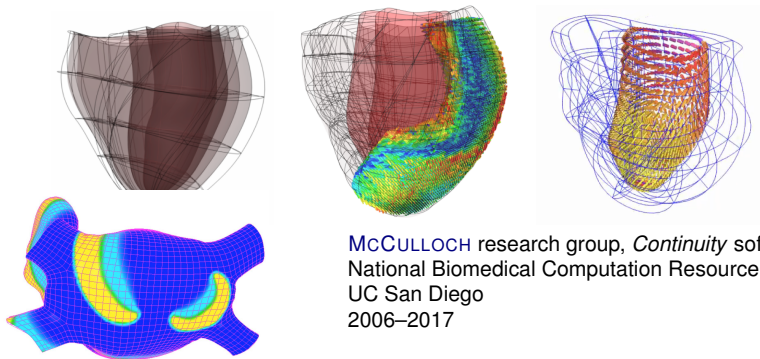 MCCULLOCH research group, Continuity sof
National Biomedical Computation Resource
UC San Diego
2006–2017